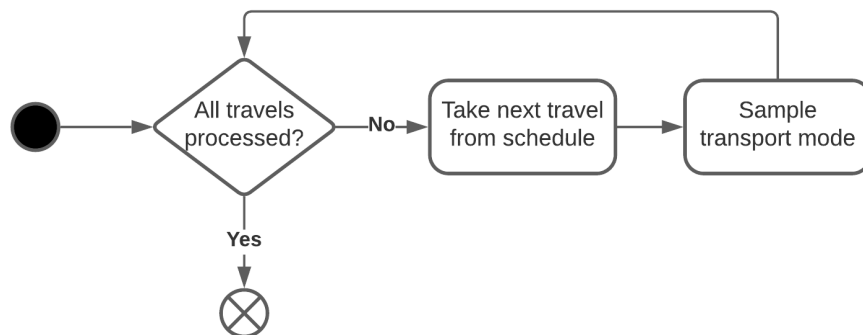 All travels
processed?
No
Take next travel
from schedule
Sample
transport mode
Yes